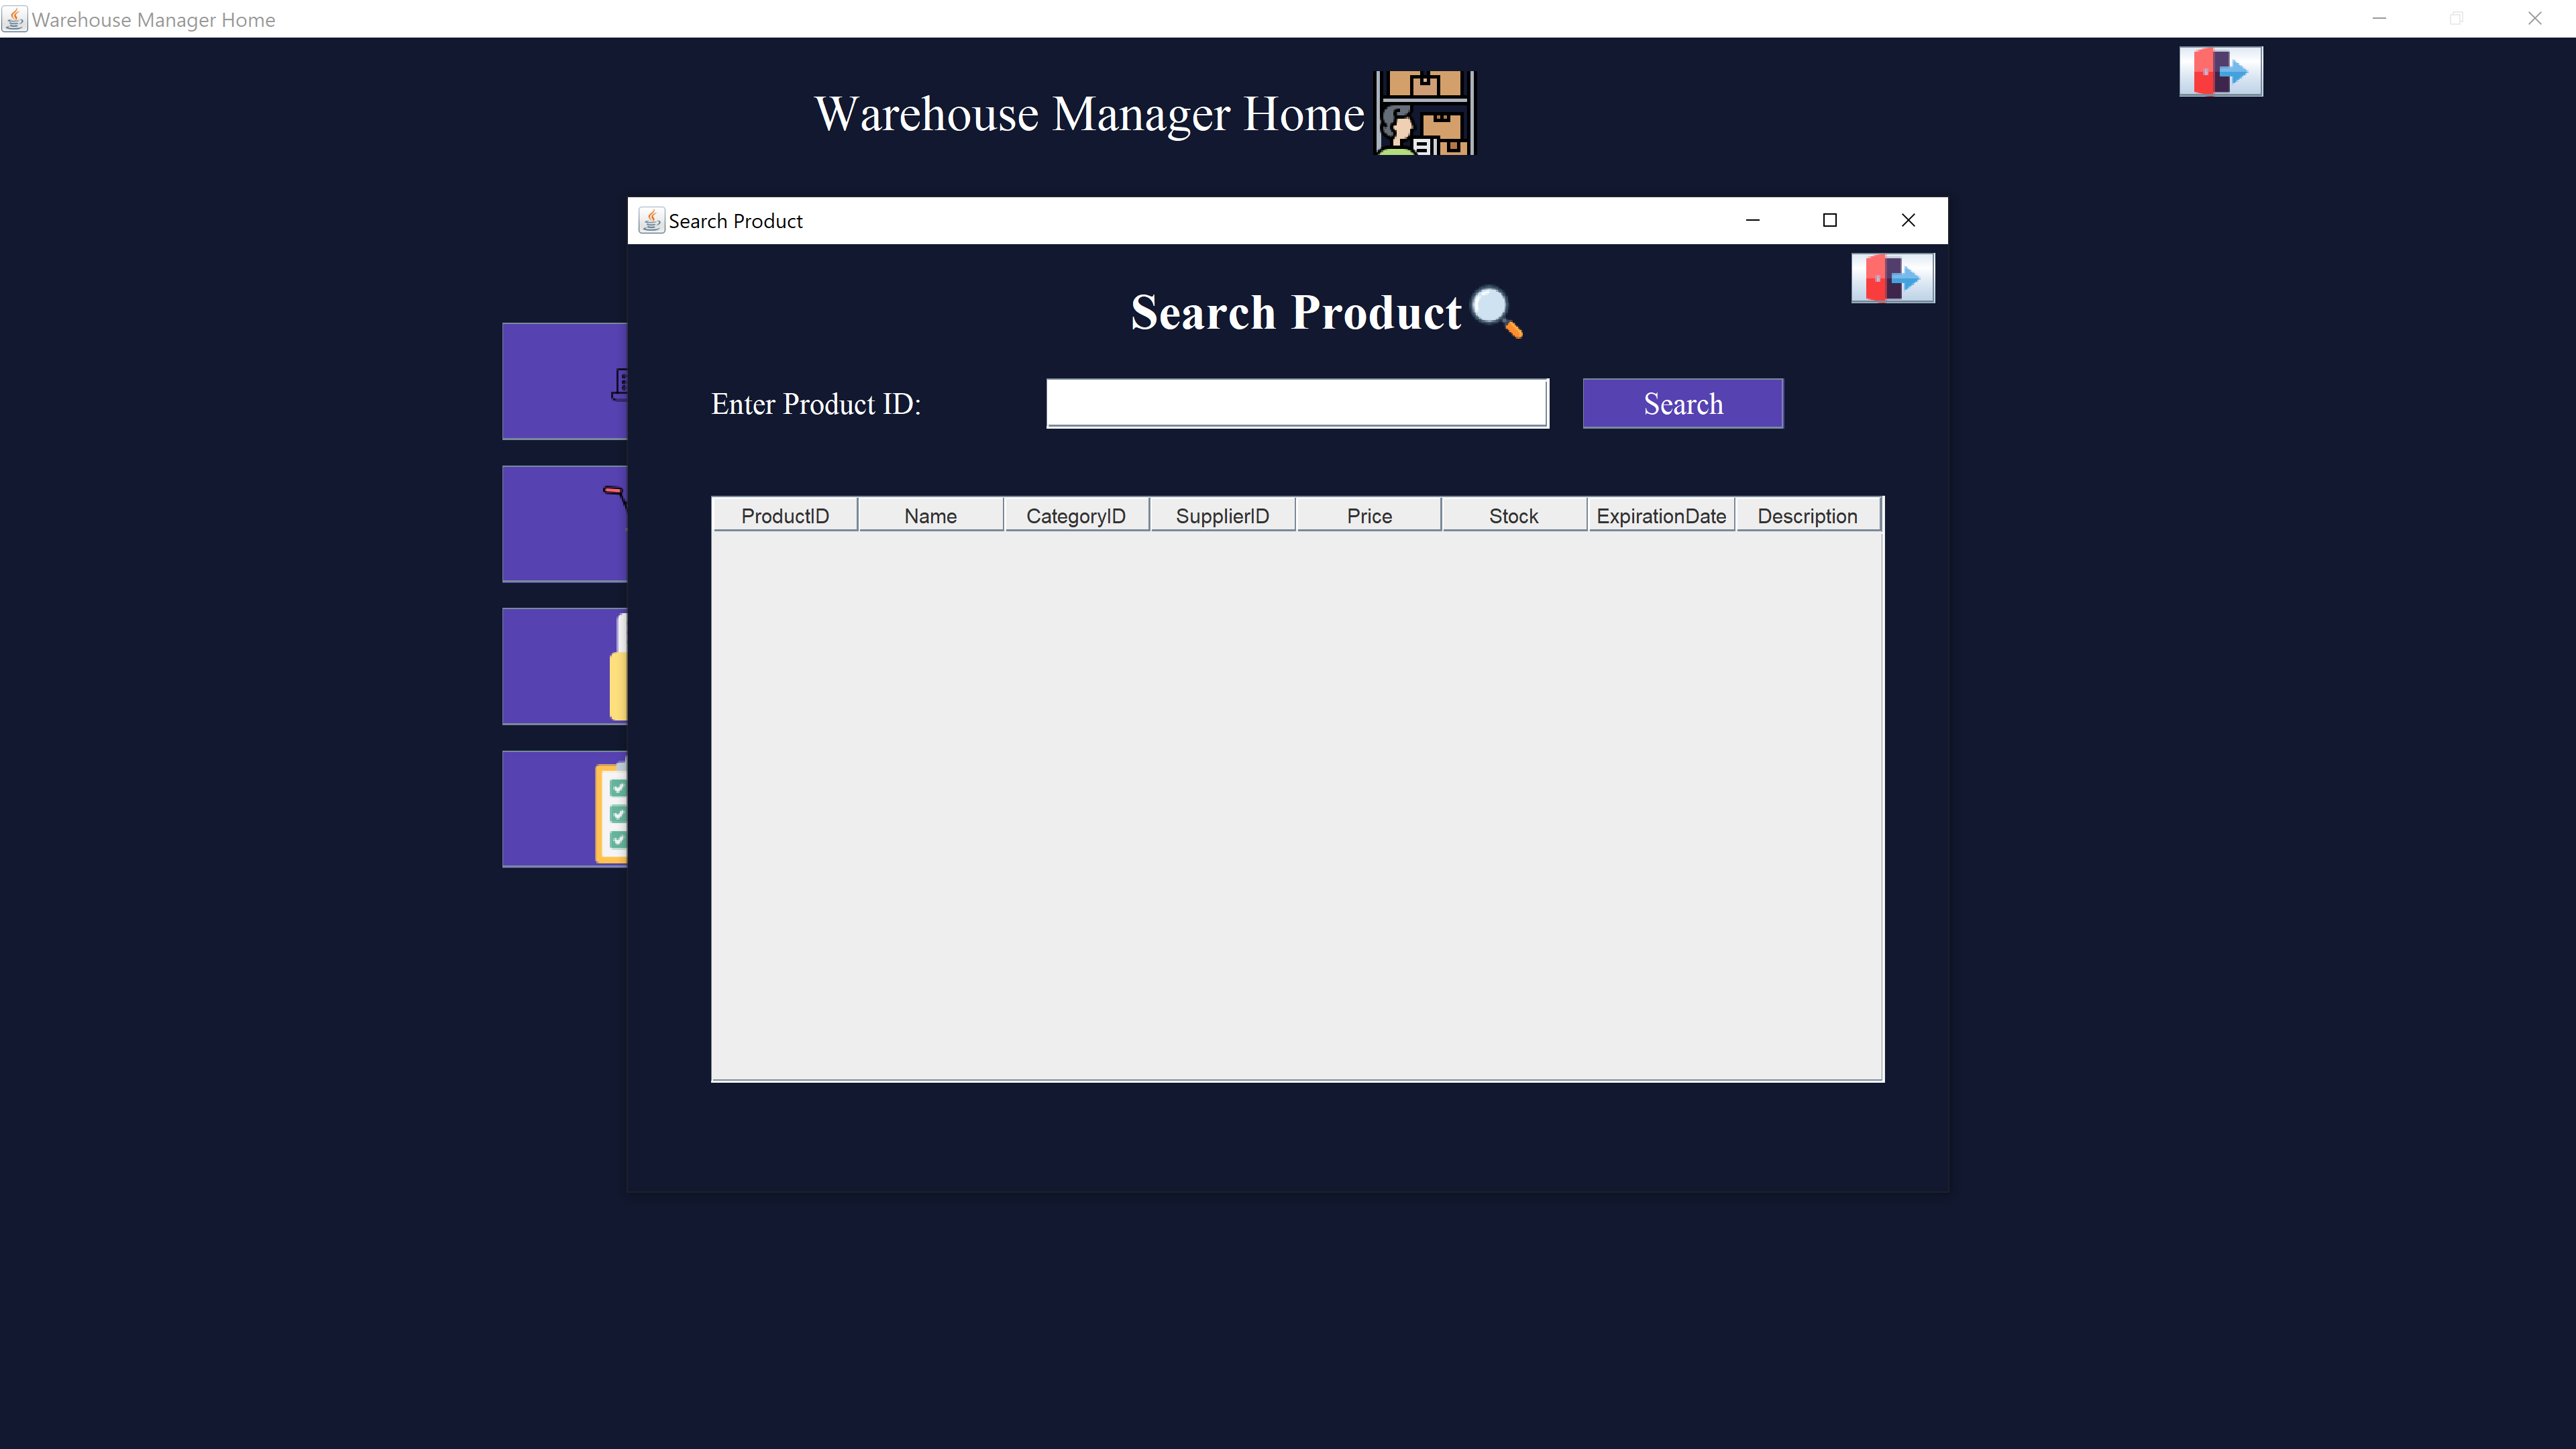 Warehouse Manager Home
Warehouse Manager Home
Search Product
Search Product
Enter Product ID:
Search
ProductID Name CategoryID SupplierID Price Stock ExpirationDate Description